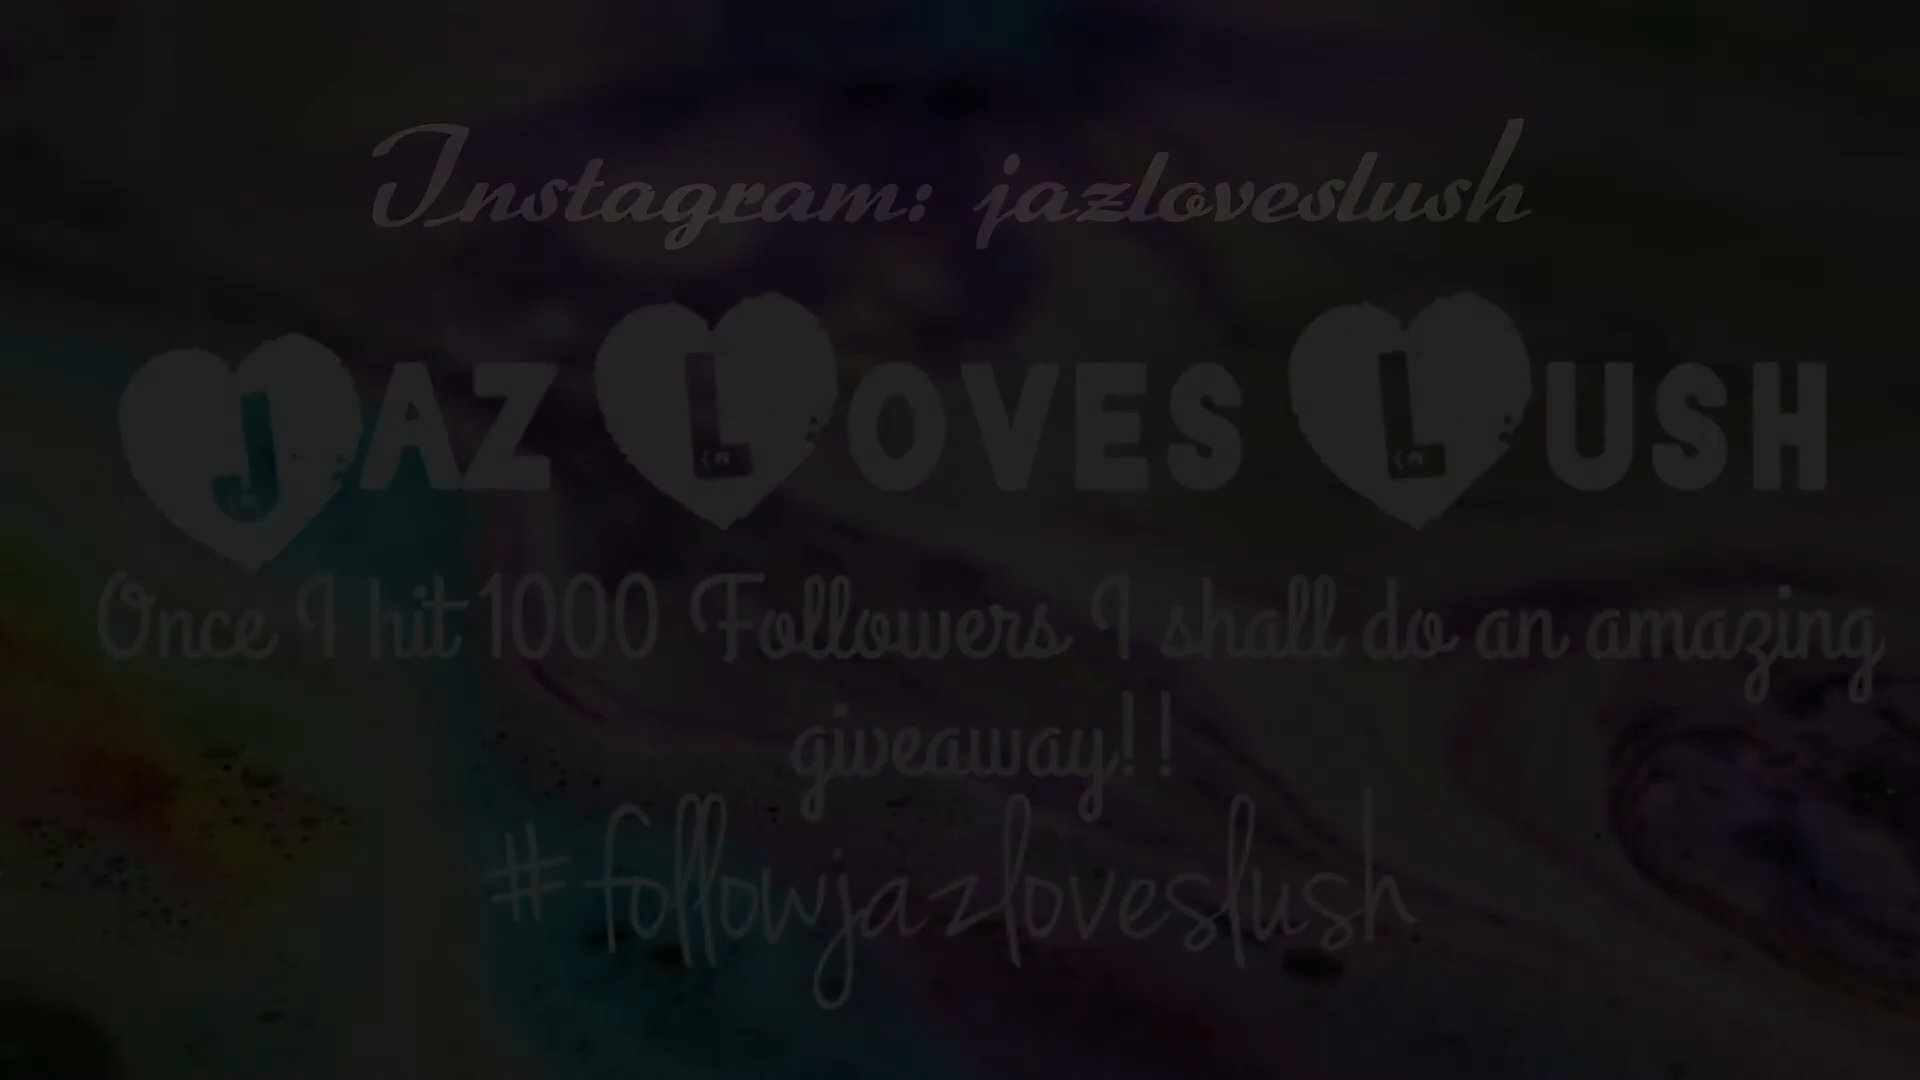 Instagram: jazloveslush
JAZ LOVES LUSH
Once I hit 1000 Followers I shall do an amazing
giveaway!!
#followjazloveslush